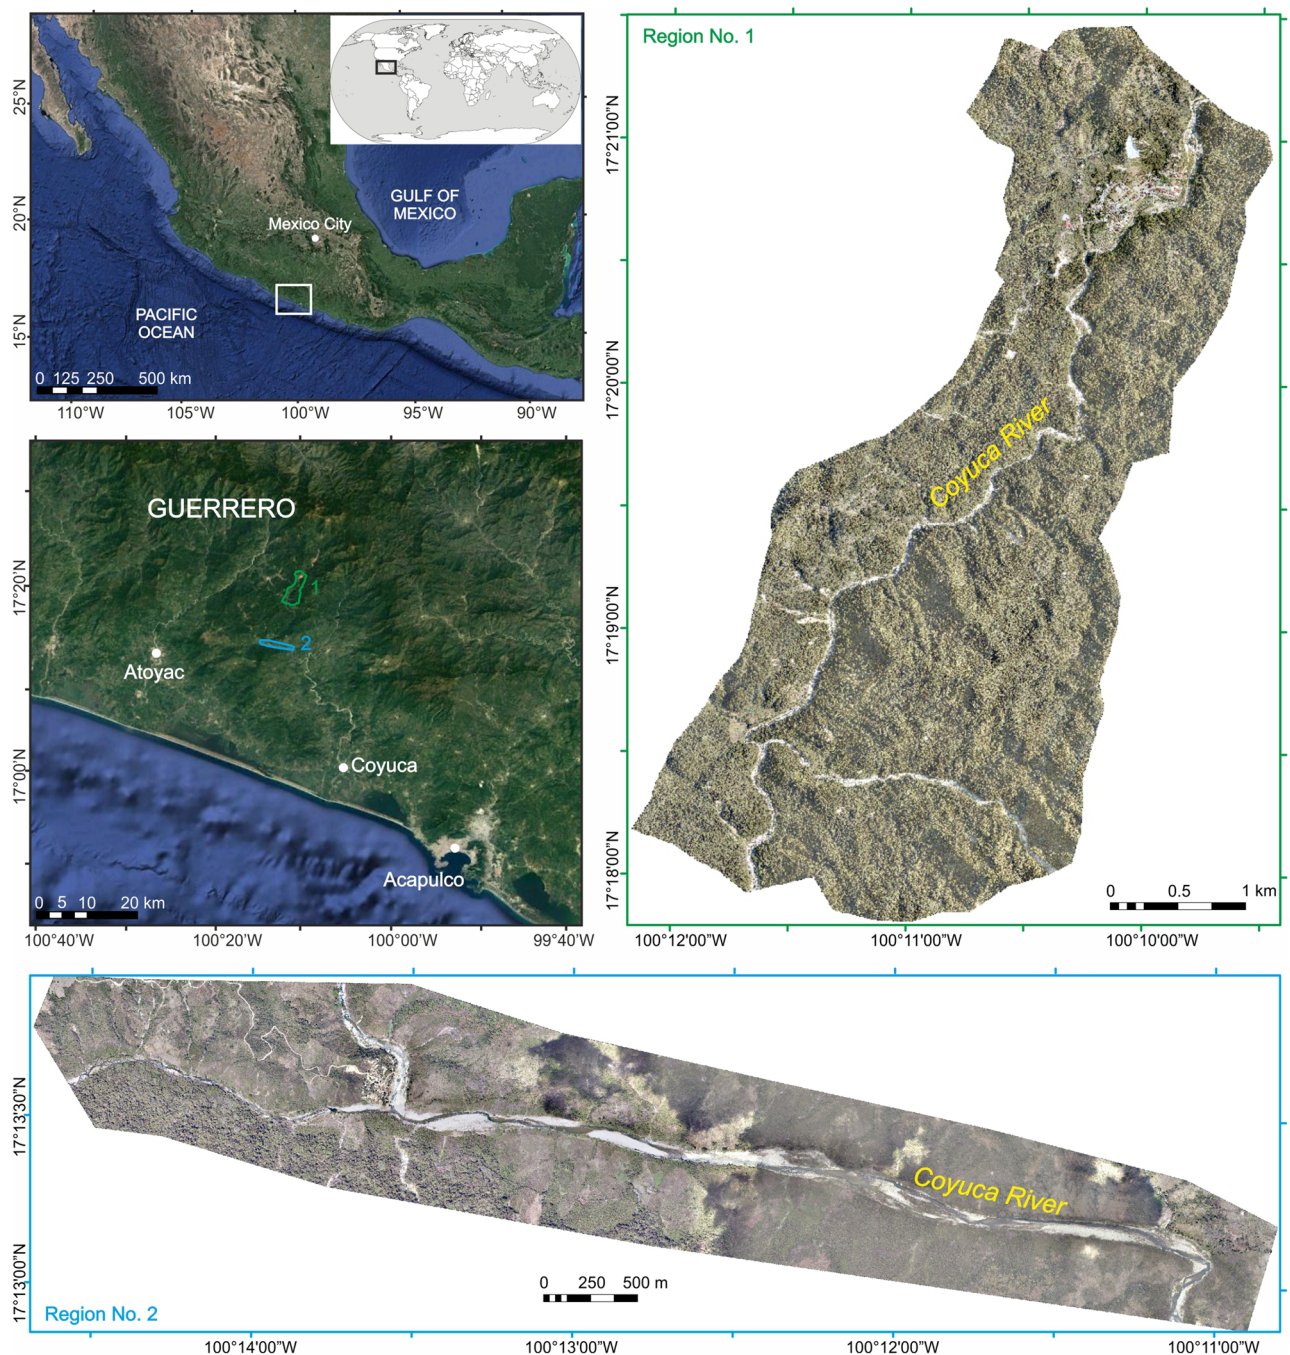 25°N
20°N
15°N
GULF OF
MEXICO
Mexico City
PACIFIC
OCEAN
0 125 250 500 km
110°W 105°W 100°W 95°W 90°W
GUERRERO
1
2
Atoyac
Coyuca
Acapulco
17°20'N
17°00'N
0 5 10 20 km
100°40'W 100°20'W 100°00'W 99°40'W
Region No. 1
17°21'00"N
17°20'00"N
17°19'00"N
17°18'00"N
Coyuca River
0 0.5 1 km
100°12'00"W 100°11'00"W 100°10'00"W
17°13'30"N
17°13'00"N
Coyuca River
0 250 500 m
Region No. 2
100°14'00"W 100°13'00"W 100°12'00"W 100°11'00"W